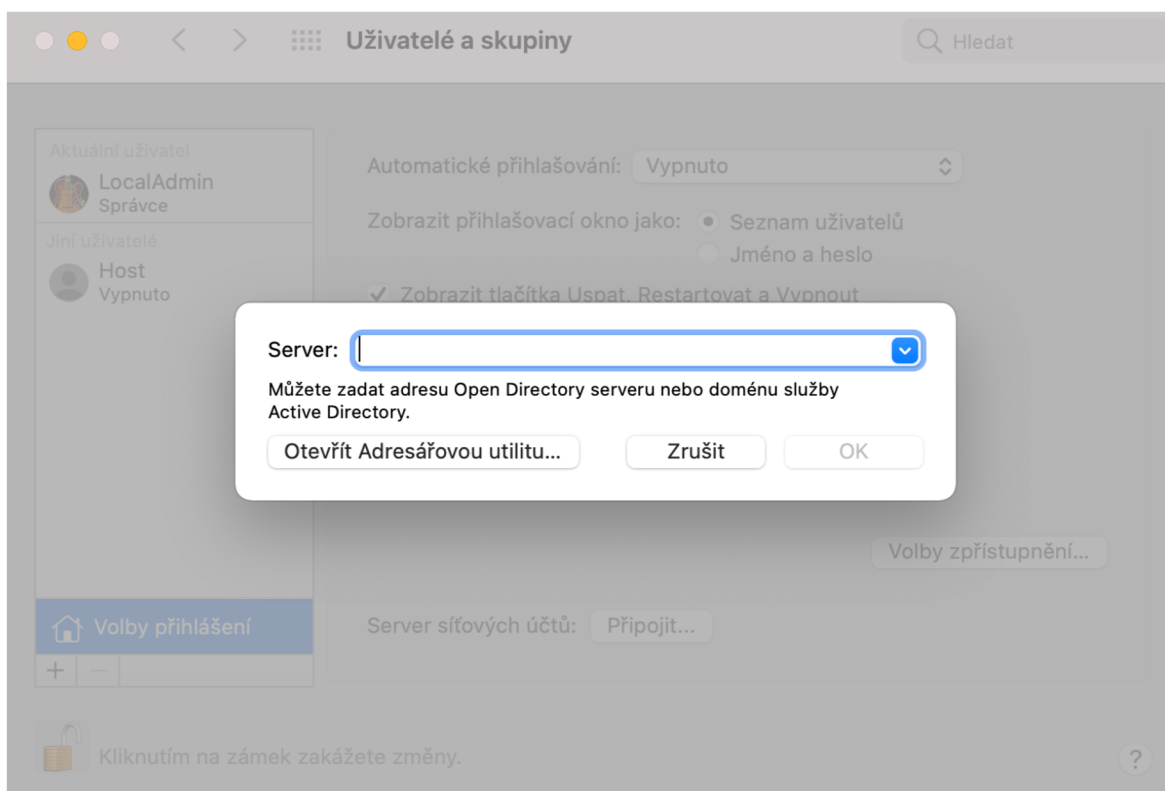 Uživatelé a skupiny
Hledat
Aktuální uživatel
LocalAdmin
Správce
Jiní uživatelé
Host
Vypnuto
Automatické přihlašování: Vypnuto
Zobrazit přihlašovací okno jako: Seznam uživatelů
Jméno a heslo
Zobrazit tlačítka Uspat, Restartovat a Vypnout
Server:
Můžete zadat adresu Open Directory serveru nebo doménu služby
Active Directory.
Otevřít Adresářovou utilitu... Zrušit OK
Volby zpřístupnění...
Volby přihlášení
Server síťových účtů: Připojit...
Kliknutím na zámek zakážete změny.
?